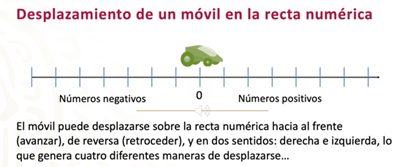 Desplazamiento de un móvil en la recta numérica
Números negativos 0 Números positivos
El móvil puede desplazarse sobre la recta numérica hacia al frente
(avanzar), de reversa (retroceder), y en dos sentidos: derecha e izquierda, lo
que genera cuatro diferentes maneras de desplazarse...